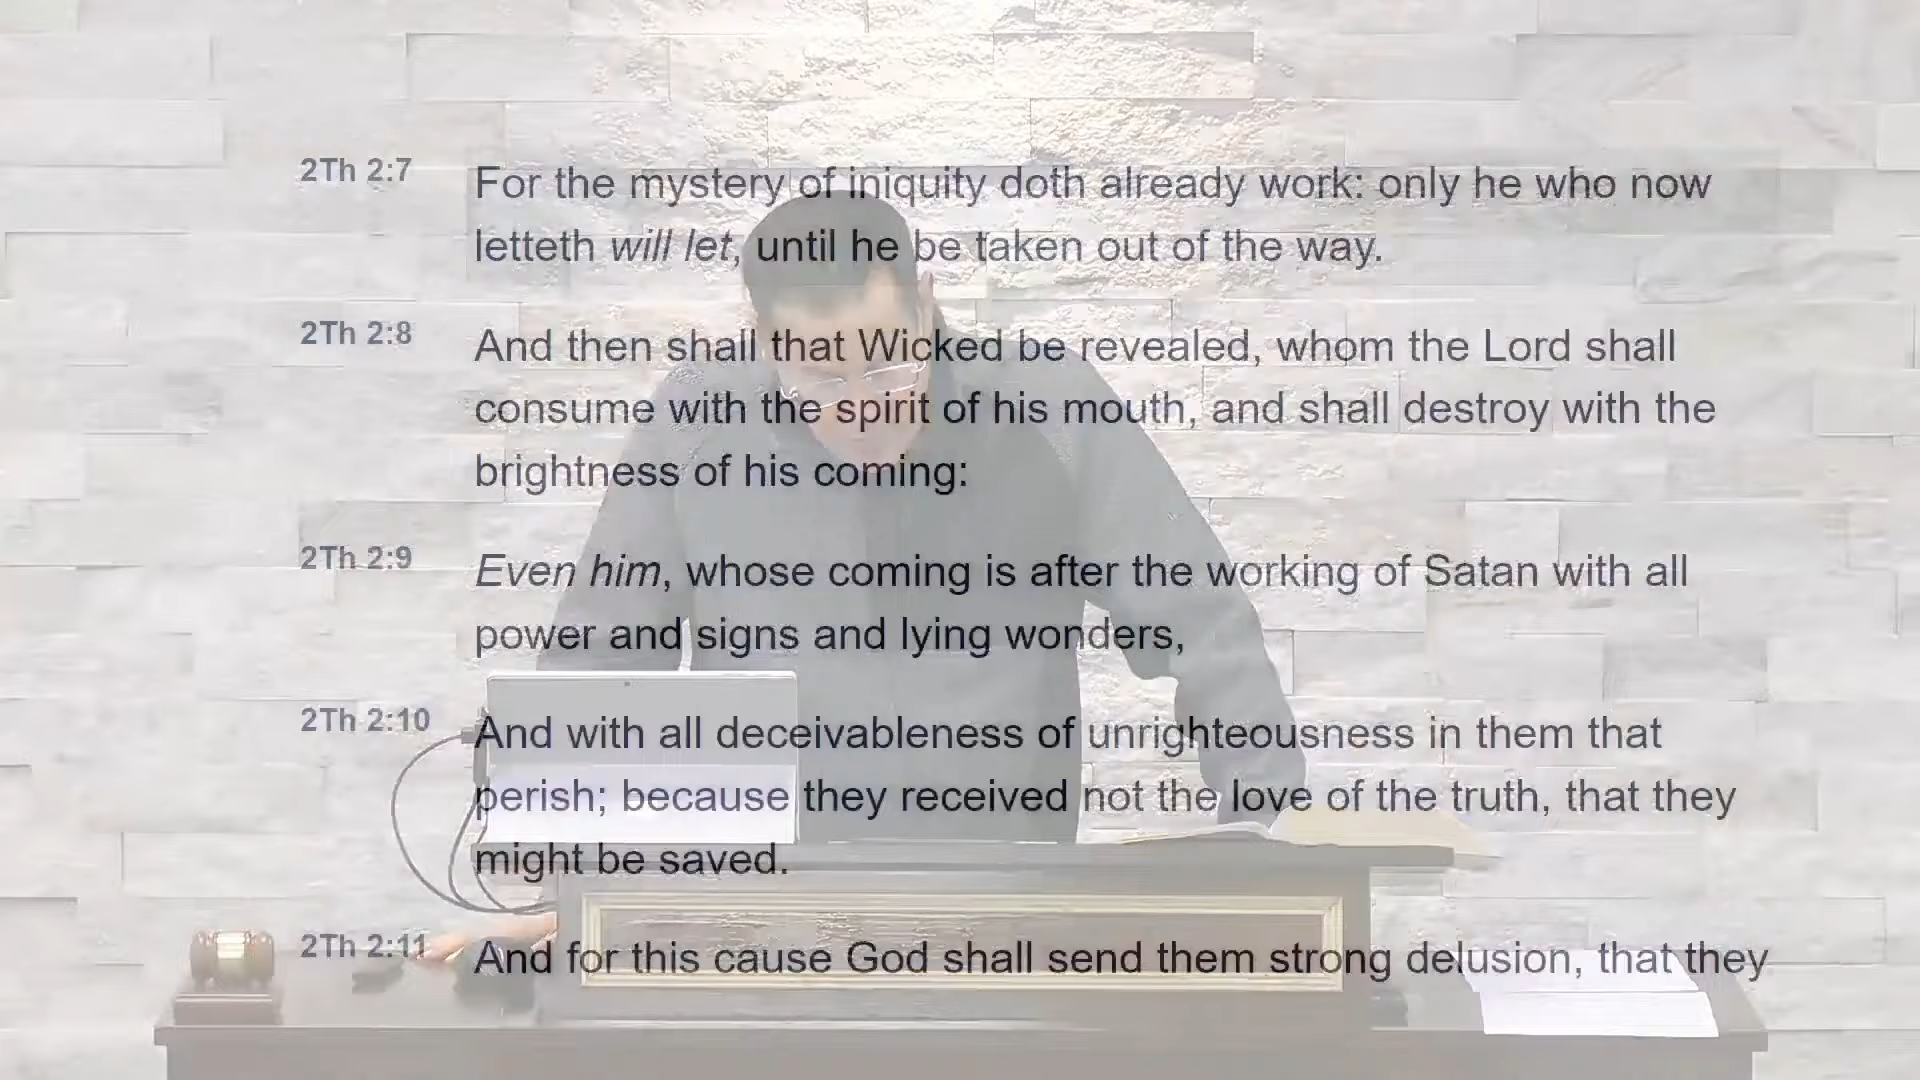 2Th 2:7 For the mystery of iniquity doth already work: only he who now
letteth will let, until he be taken out of the way.
2Th 2:8 And then shall that Wicked be revealed, whom the Lord shall
consume with the spirit of his mouth, and shall destroy with the
brightness of his coming:
2Th 2:9 Even him, whose coming is after the working of Satan with all
power and signs and lying wonders,
2Th 2:10 And with all deceivableness of unrighteousness in them that
perish; because they received not the love of the truth, that they
might be saved.
2Th 2:11 And for this cause God shall send them strong delusion, that they